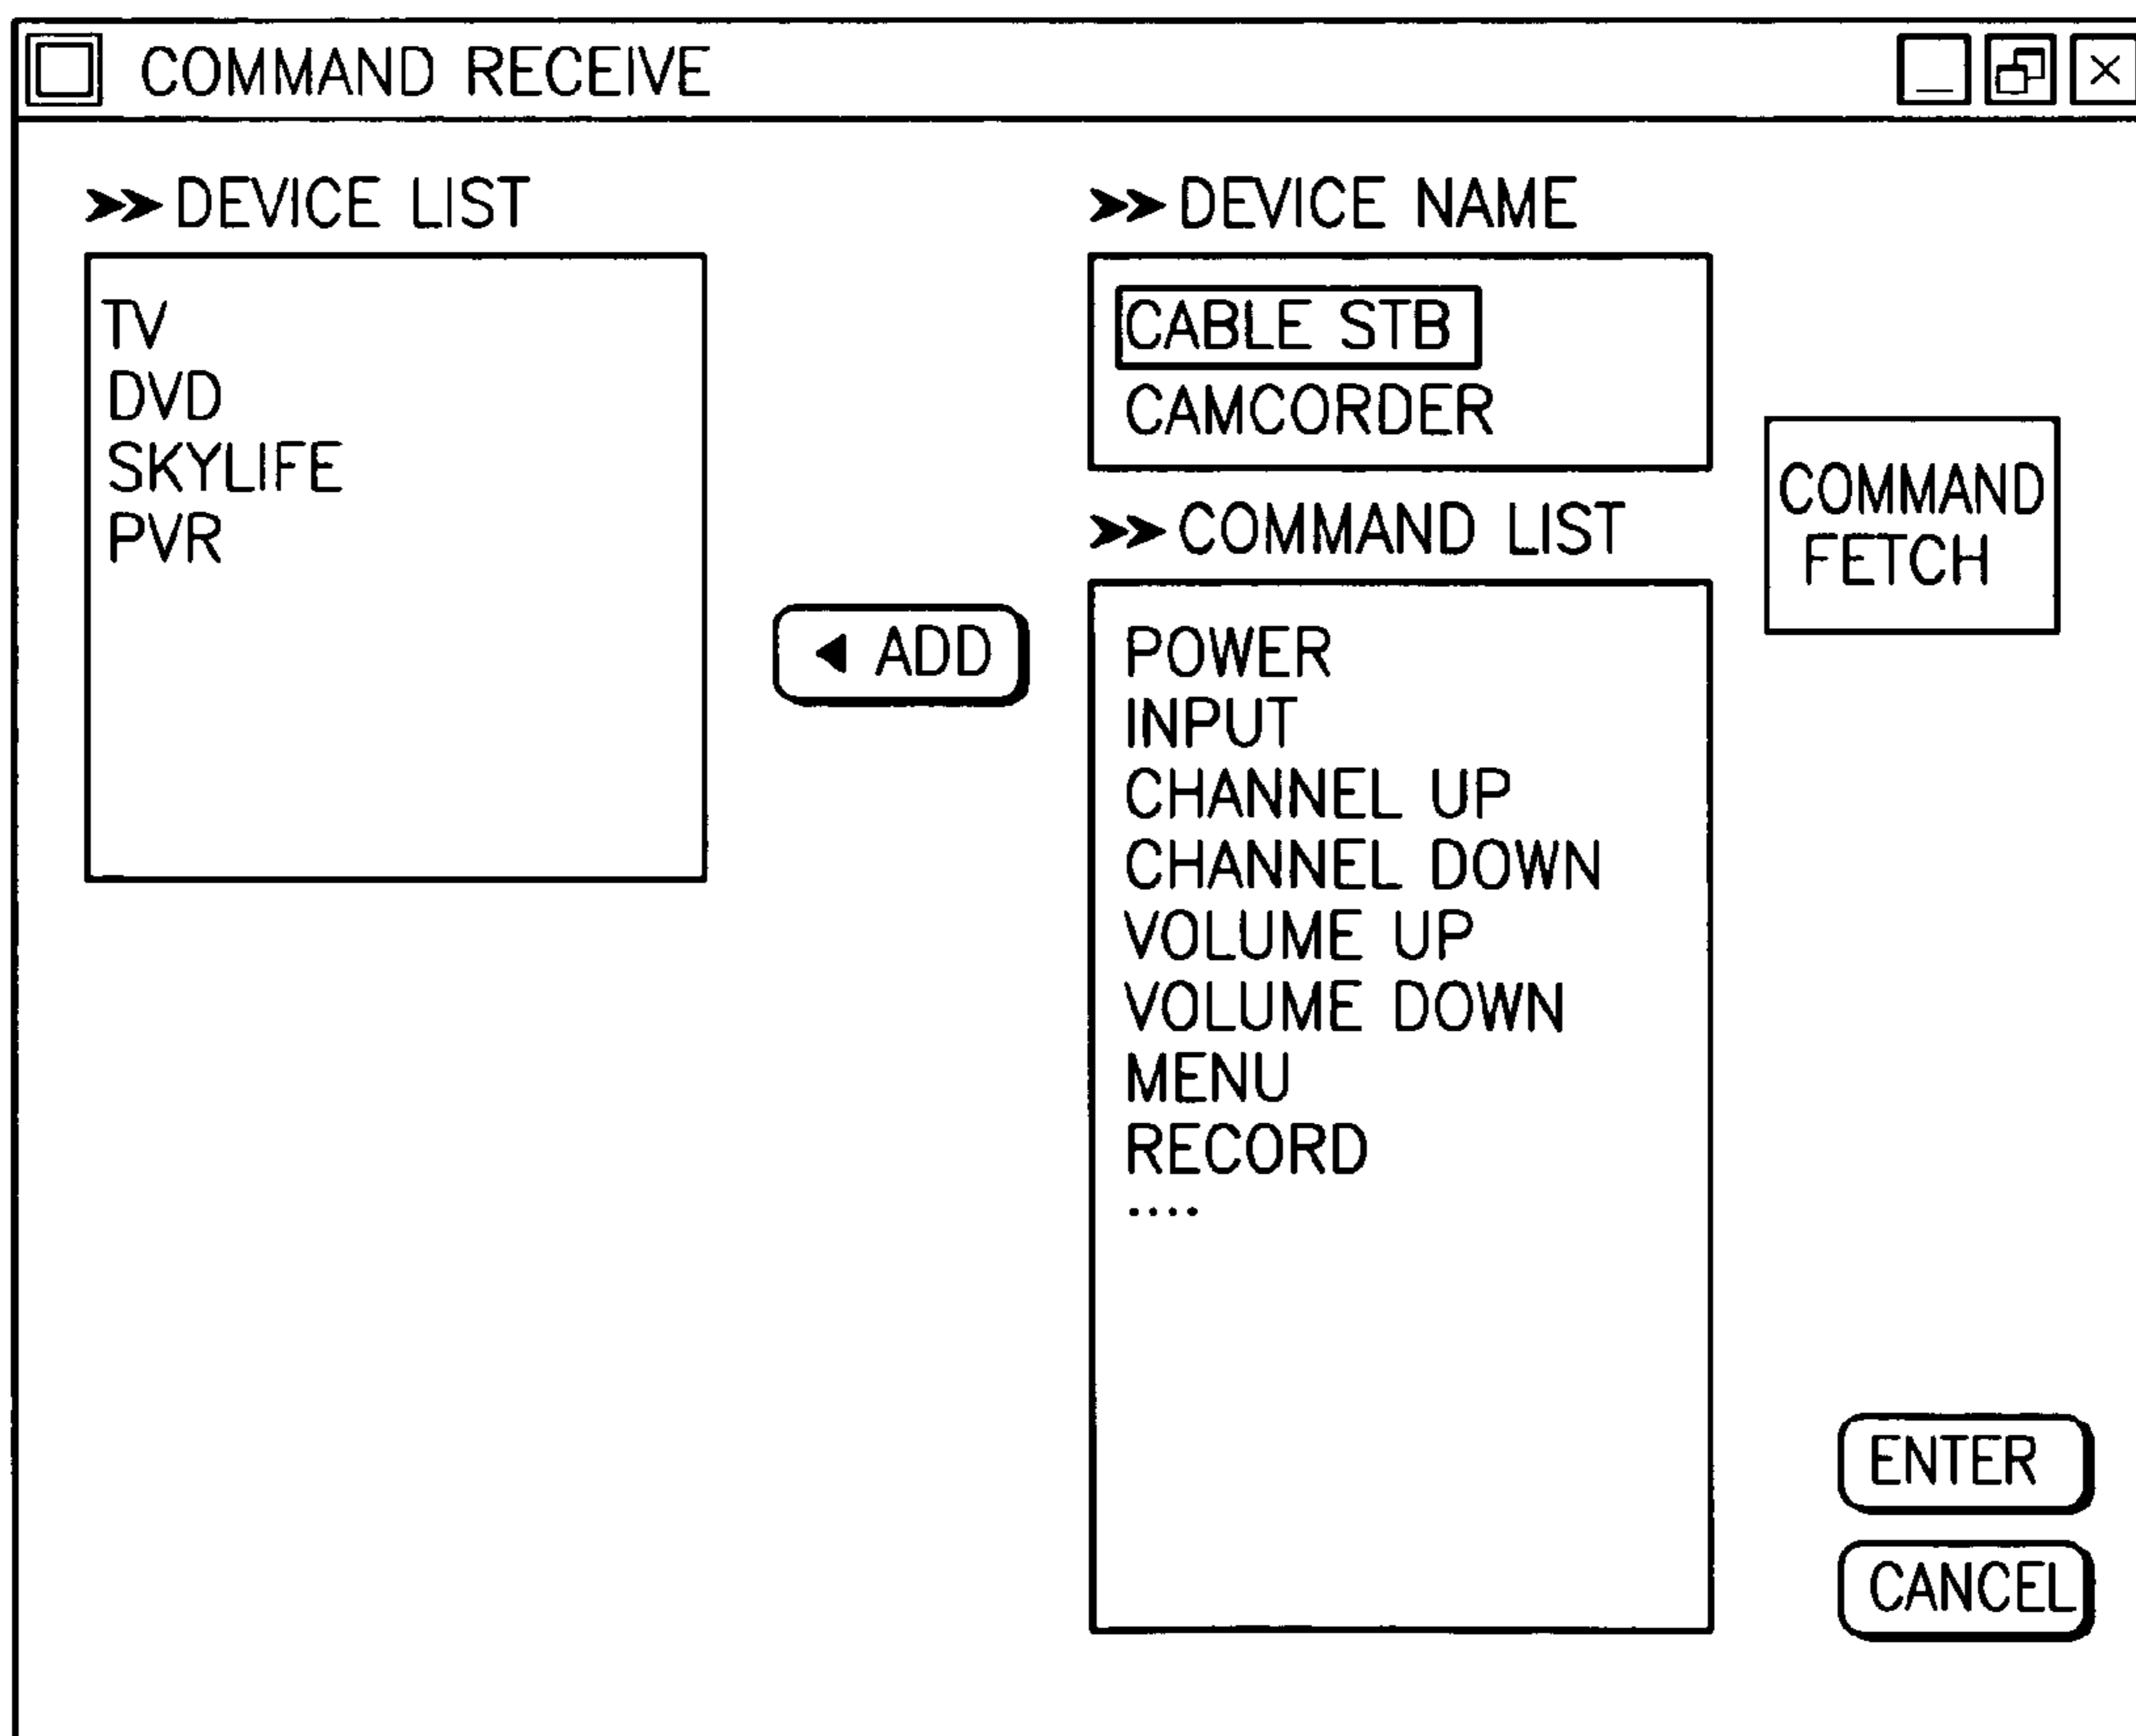 COMMAND RECEIVE
>> DEVICE LIST
TV
DVD
SKYLIFE
PVR
◀ ADD
>> DEVICE NAME
CABLE STB
CAMCORDER
>> COMMAND LIST
POWER
INPUT
CHANNEL UP
CHANNEL DOWN
VOLUME UP
VOLUME DOWN
MENU
RECORD
....
COMMAND
FETCH
ENTER
CANCEL